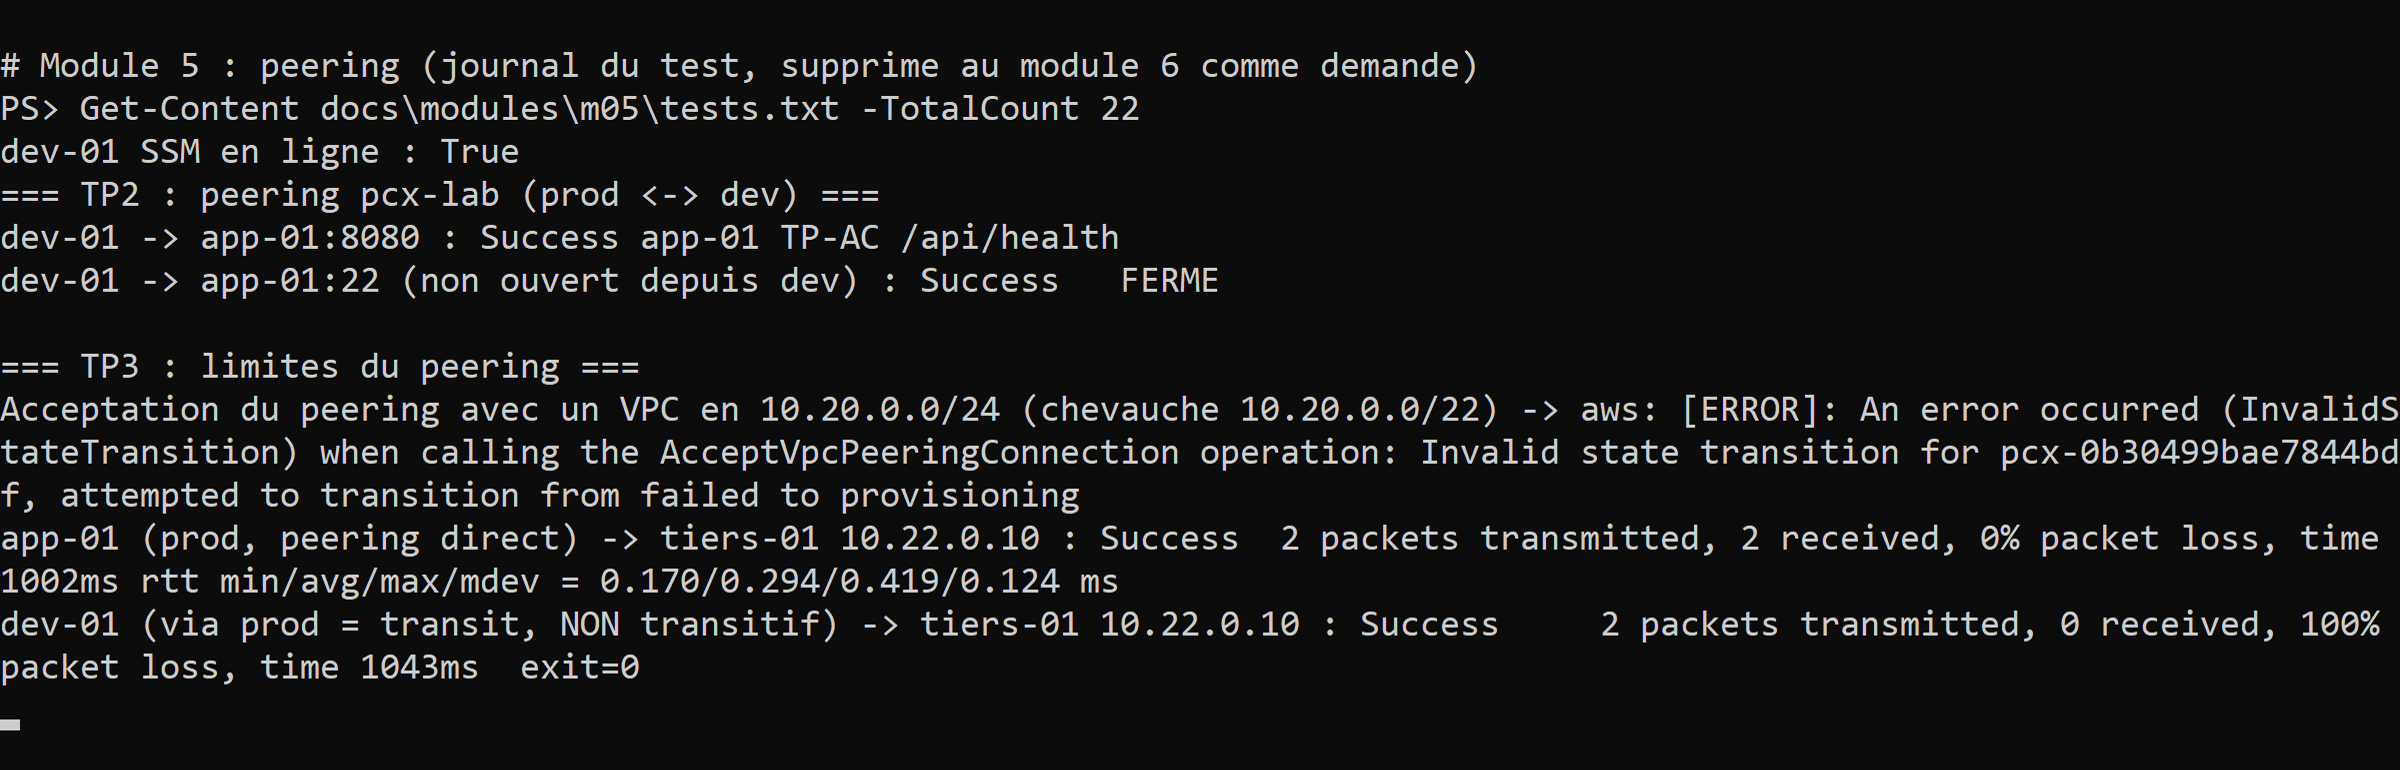 # Module 5 : peering (journal du test, supprime au module 6 comme demande)
PS> Get-Content docs\modules\m05\tests.txt -TotalCount 22
dev-01 SSM en ligne : True
=== TP2 : peering pcx-lab (prod <-> dev) ===
dev-01 -> app-01:8080 : Success app-01 TP-AC /api/health
dev-01 -> app-01:22 (non ouvert depuis dev) : Success   FERME
=== TP3 : limites du peering ===
Acceptation du peering avec un VPC en 10.20.0.0/24 (chevauche 10.20.0.0/22) -> aws: [ERROR]: An error occurred (InvalidS
tateTransition) when calling the AcceptVpcPeeringConnection operation: Invalid state transition for pcx-0b30499bae7844bd
f, attempted to transition from failed to provisioning
app-01 (prod, peering direct) -> tiers-01 10.22.0.10 : Success  2 packets transmitted, 2 received, 0% packet loss, time
1002ms rtt min/avg/max/mdev = 0.170/0.294/0.419/0.124 ms
dev-01 (via prod = transit, NON transitif) -> tiers-01 10.22.0.10 : Success     2 packets transmitted, 0 received, 100%
packet loss, time 1043ms  exit=0